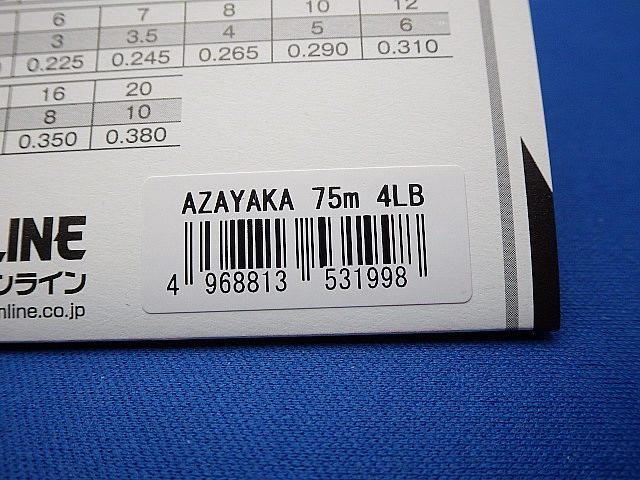 6 7 8 10 12
3 3.5 4 5 6
0.225 0.245 0.265 0.290 0.310
16 20
8 10
0.350 0.380
AZAYAKA 75m 4LB
4 968813 531998
LINE
ンライン
nline.co.jp